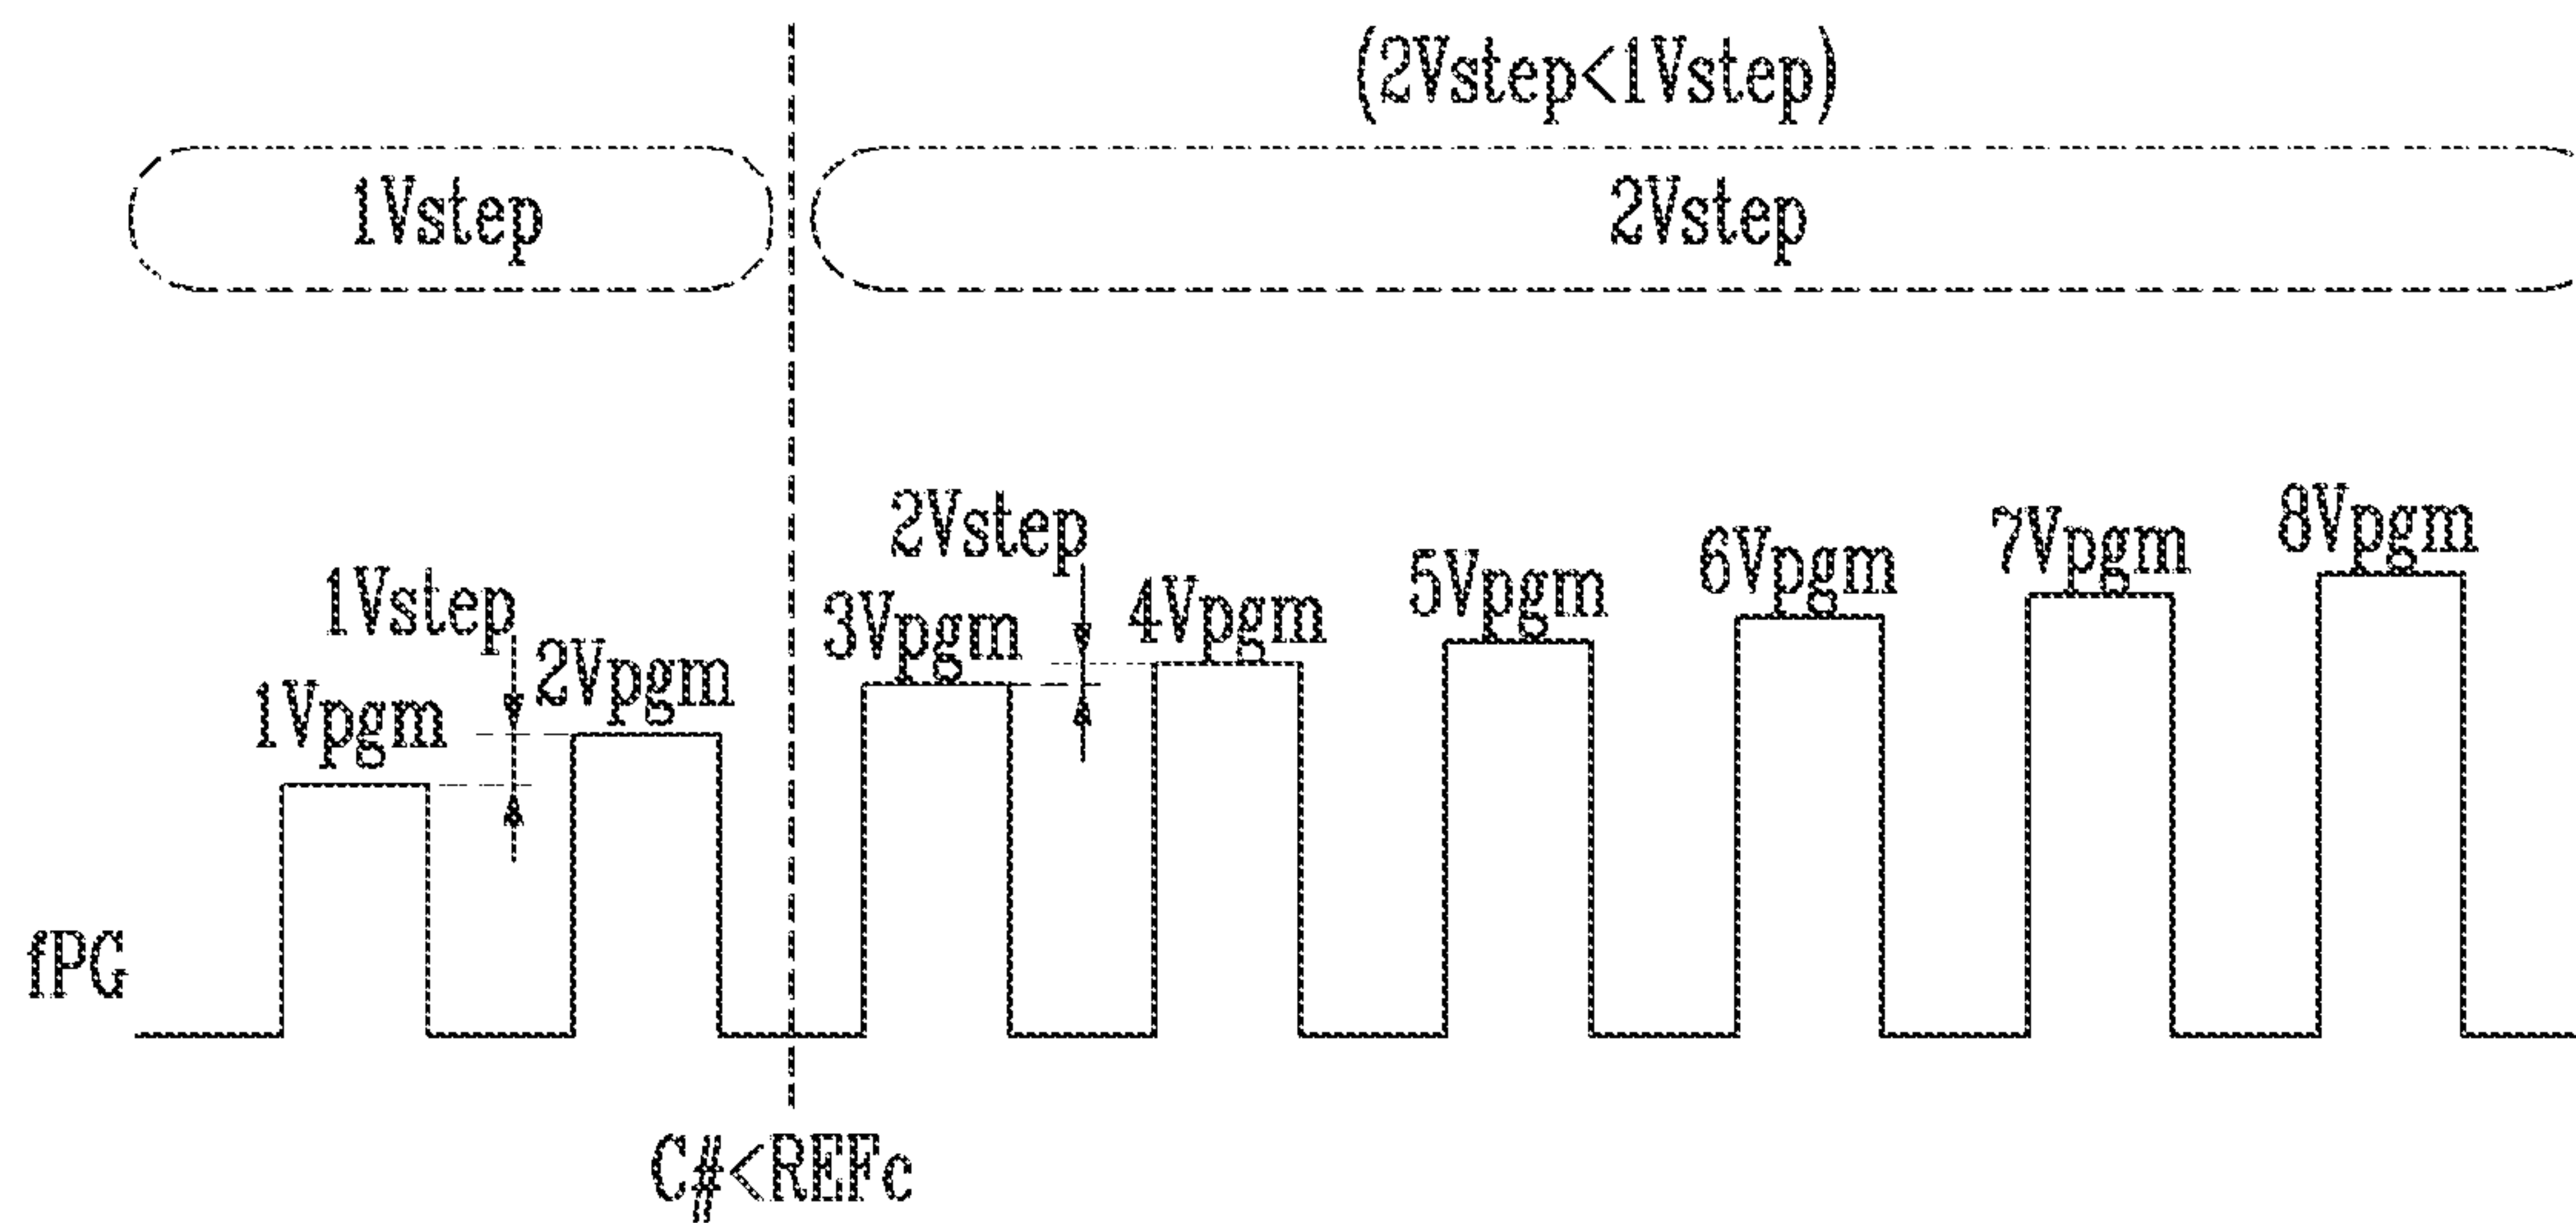 (2Vstep<1Vstep)
1Vstep
2Vstep
1Vstep
1Vpgm
2Vpgm
2Vstep
3Vpgm
4Vpgm
5Vpgm
6Vpgm
7Vpgm
8Vpgm
fPG
C#<REFc